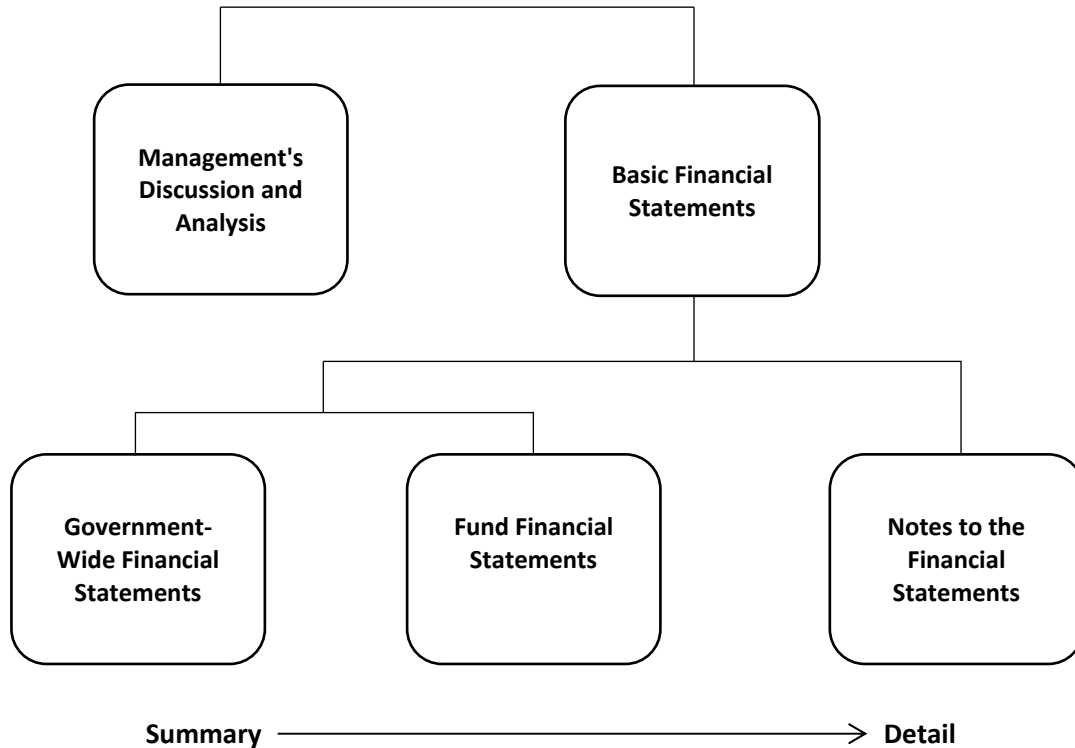 Management's
Discussion and
Analysis
Basic Financial
Statements
Government-
Wide Financial
Statements
Fund Financial
Statements
Notes to the
Financial
Statements
Summary
Detail